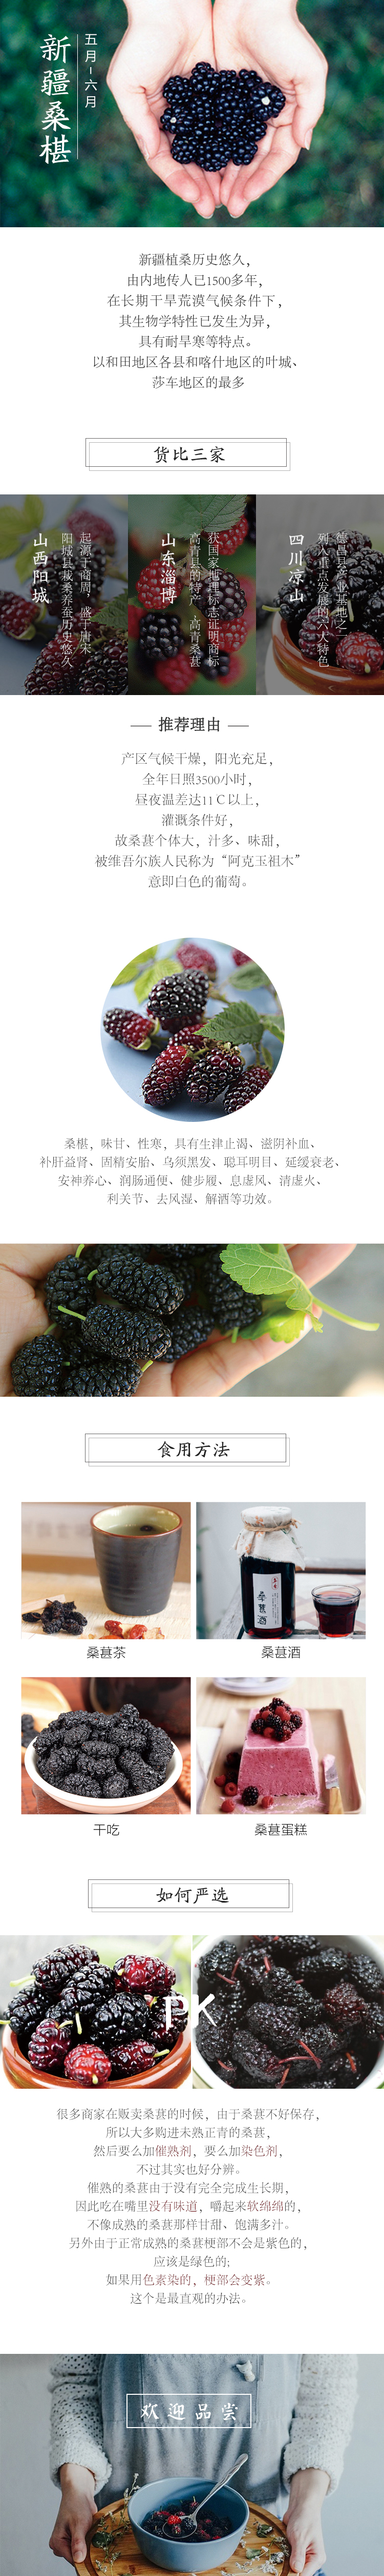 五月－六月
新疆桑椹
新疆植桑历史悠久，
由内地传人已1500多年，
在长期干旱荒漠气候条件下，
其生物学特性已发生为异，
具有耐旱寒等特点。
以和田地区各县和喀什地区的叶城、
莎车地区的最多
货比三家
山西阳城
起源于商周，盛于唐宋，
阳城县栽桑养蚕历史悠久
山东淄博
获国家地理标志证明商标
高青县的特产，高青桑葚
四川凉山
德昌县桑椹基地之一
列入重点发展的六大特色
推荐理由
产区气候干燥，阳光充足，
全年日照3500小时，
昼夜温差达11C以上，
灌溉条件好，
故桑葚个体大，汁多、味甜，
被维吾尔族人民称为“阿克玉祖木”
意即白色的葡萄。
桑椹，味甘、性寒，具有生津止渴、滋阴补血、
补肝益肾、固精安胎、乌须黑发、聪耳明目、延缓衰老、
安神养心、润肠通便、健步履、息虚风、清虚火、
利关节、去风湿、解酒等功效。
食用方法
桑葚酒
桑葚茶
桑葚酒
干吃
桑葚蛋糕
如何严选
PK
很多商家在贩卖桑葚的时候，由于桑葚不好保存，
所以大多购进未熟正青的桑葚，
然后要么加催熟剂，要么加染色剂，
不过其实也好分辨。
催熟的桑葚由于没有完全完成生长期，
因此吃在嘴里没有味道，嚼起来软绵绵的，
不像成熟的桑葚那样甘甜、饱满多汁。
另外由于正常成熟的桑葚梗部不会是紫色的，
应该是绿色的;
如果用色素染的，梗部会变紫。
这个是最直观的办法。
欢迎品尝